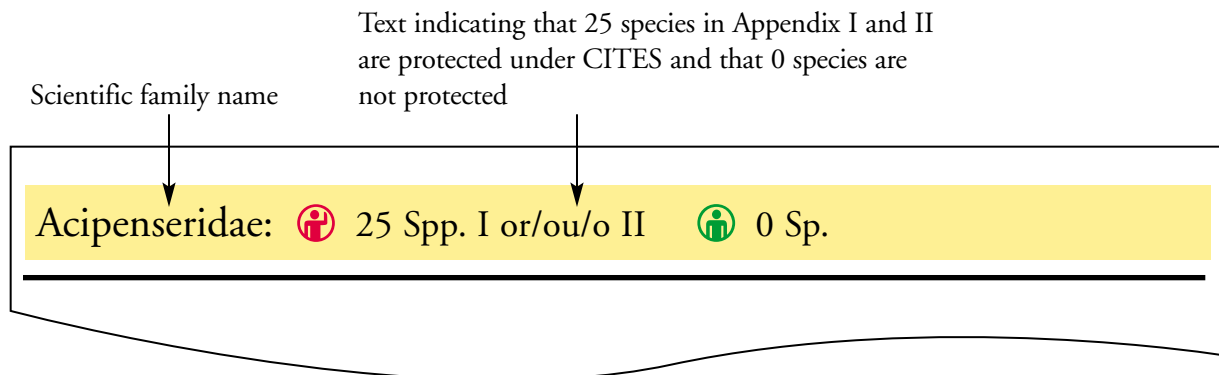 Text indicating that 25 species in Appendix I and II
are protected under CITES and that 0 species are
not protected
Scientific family name
Acipenseridae: 25 Spp. I or/ou/o II 0 Sp.